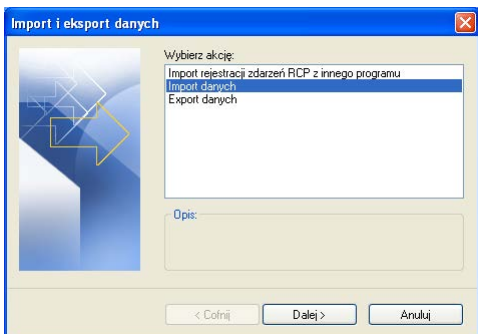 Import i eksport danych
Wybierz akcję:
Import rejestracji zdarzeń RCP z innego programu
Import danych
Export danych
Opis:
< Cofnij
Dalej >
Anuluj